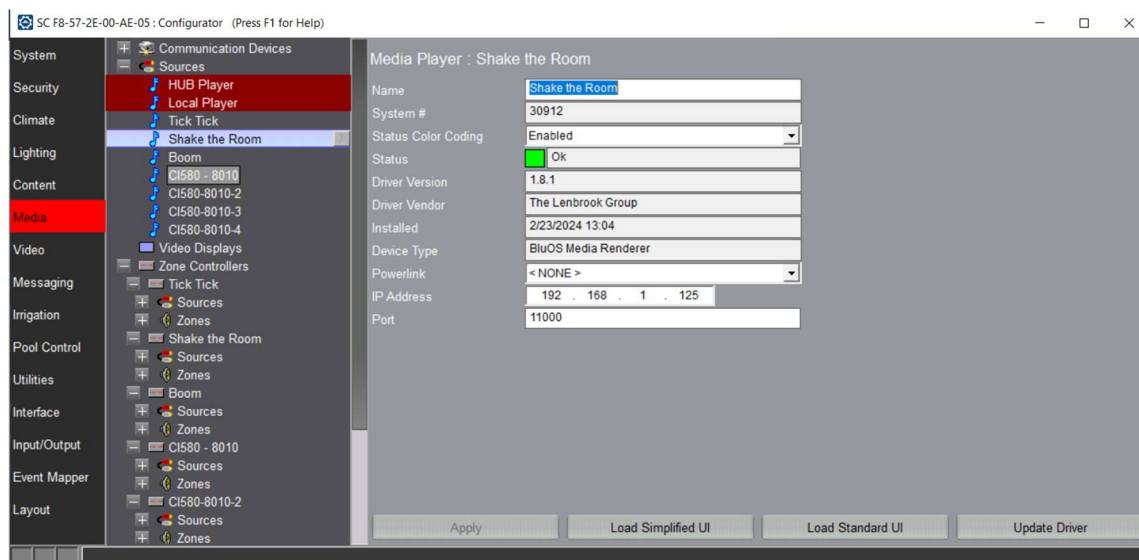 SC F8-57-2E-00-AE-05 : Configurator (Press F1 for Help)
System
Security
Climate
Lighting
Content
Media
Video
Messaging
Irrigation
Pool Control
Utilities
Interface
Input/Output
Event Mapper
Layout
Communication Devices
Sources
HUB Player
Local Player
Tick Tick
Shake the Room
Boom
CI580 - 8010
CI580-8010-2
CI580-8010-3
CI580-8010-4
Video Displays
Zone Controllers
Tick Tick
Sources
Zones
Shake the Room
Sources
Zones
Boom
Sources
Zones
CI580 - 8010
Sources
Zones
CI580-8010-2
Sources
Zones
Media Player : Shake the Room
Name Shake the Room
System # 30912
Status Color Coding Enabled
Status Ok
Driver Version 1.8.1
Driver Vendor The Lenbrook Group
Installed 2/23/2024 13:04
Device Type BluOS Media Renderer
Powerlink < NONE >
IP Address 192 . 168 . 1 . 125
Port 11000
Apply Load Simplified UI Load Standard UI Update Driver